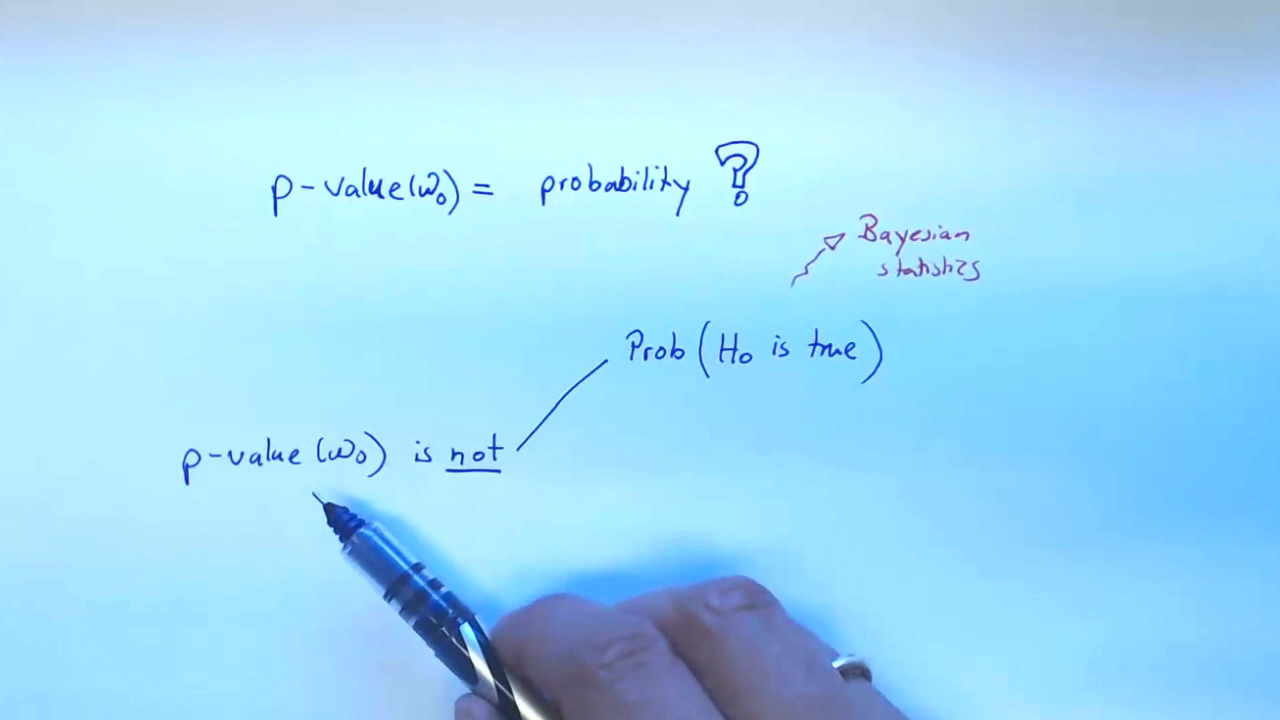 p-value(ω₀) = probability ?
Bayesian
statistics
Prob (H₀ is true)
p-value (ω₀) is not